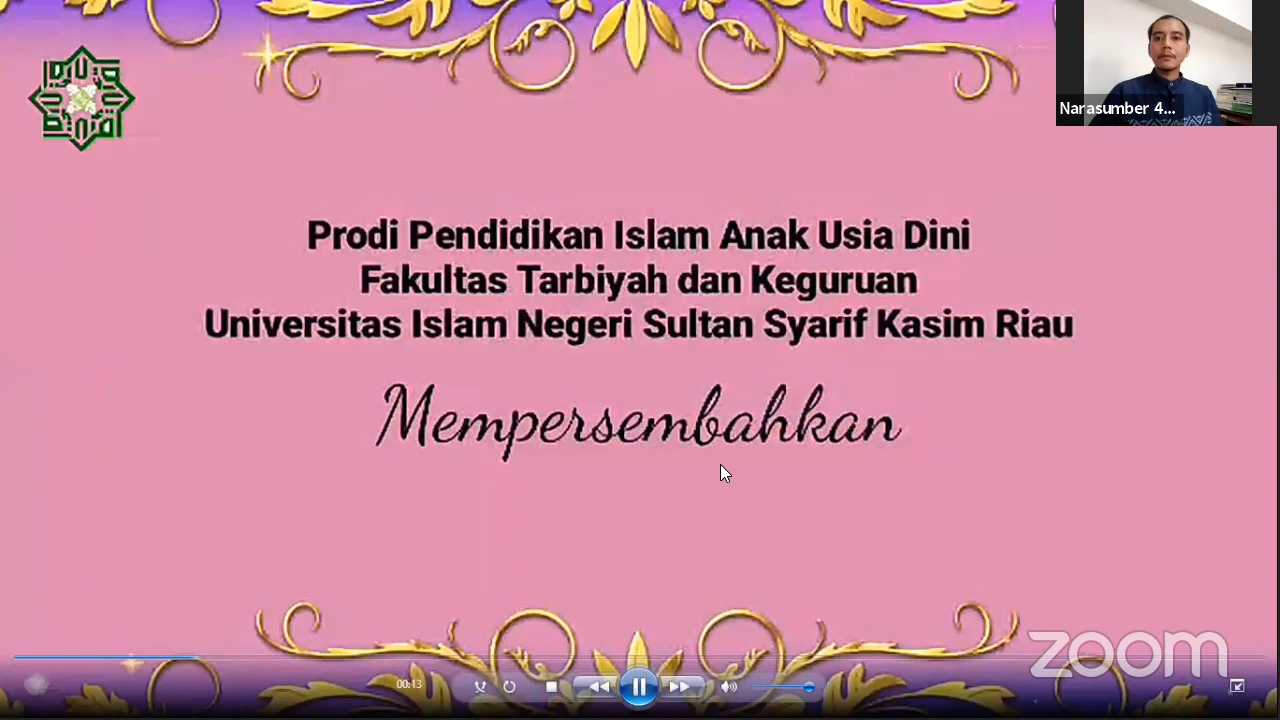 Narasumber 4...
Prodi Pendidikan Islam Anak Usia Dini
Fakultas Tarbiyah dan Keguruan
Universitas Islam Negeri Sultan Syarif Kasim Riau
Mempersembahkan
zoom
00:13